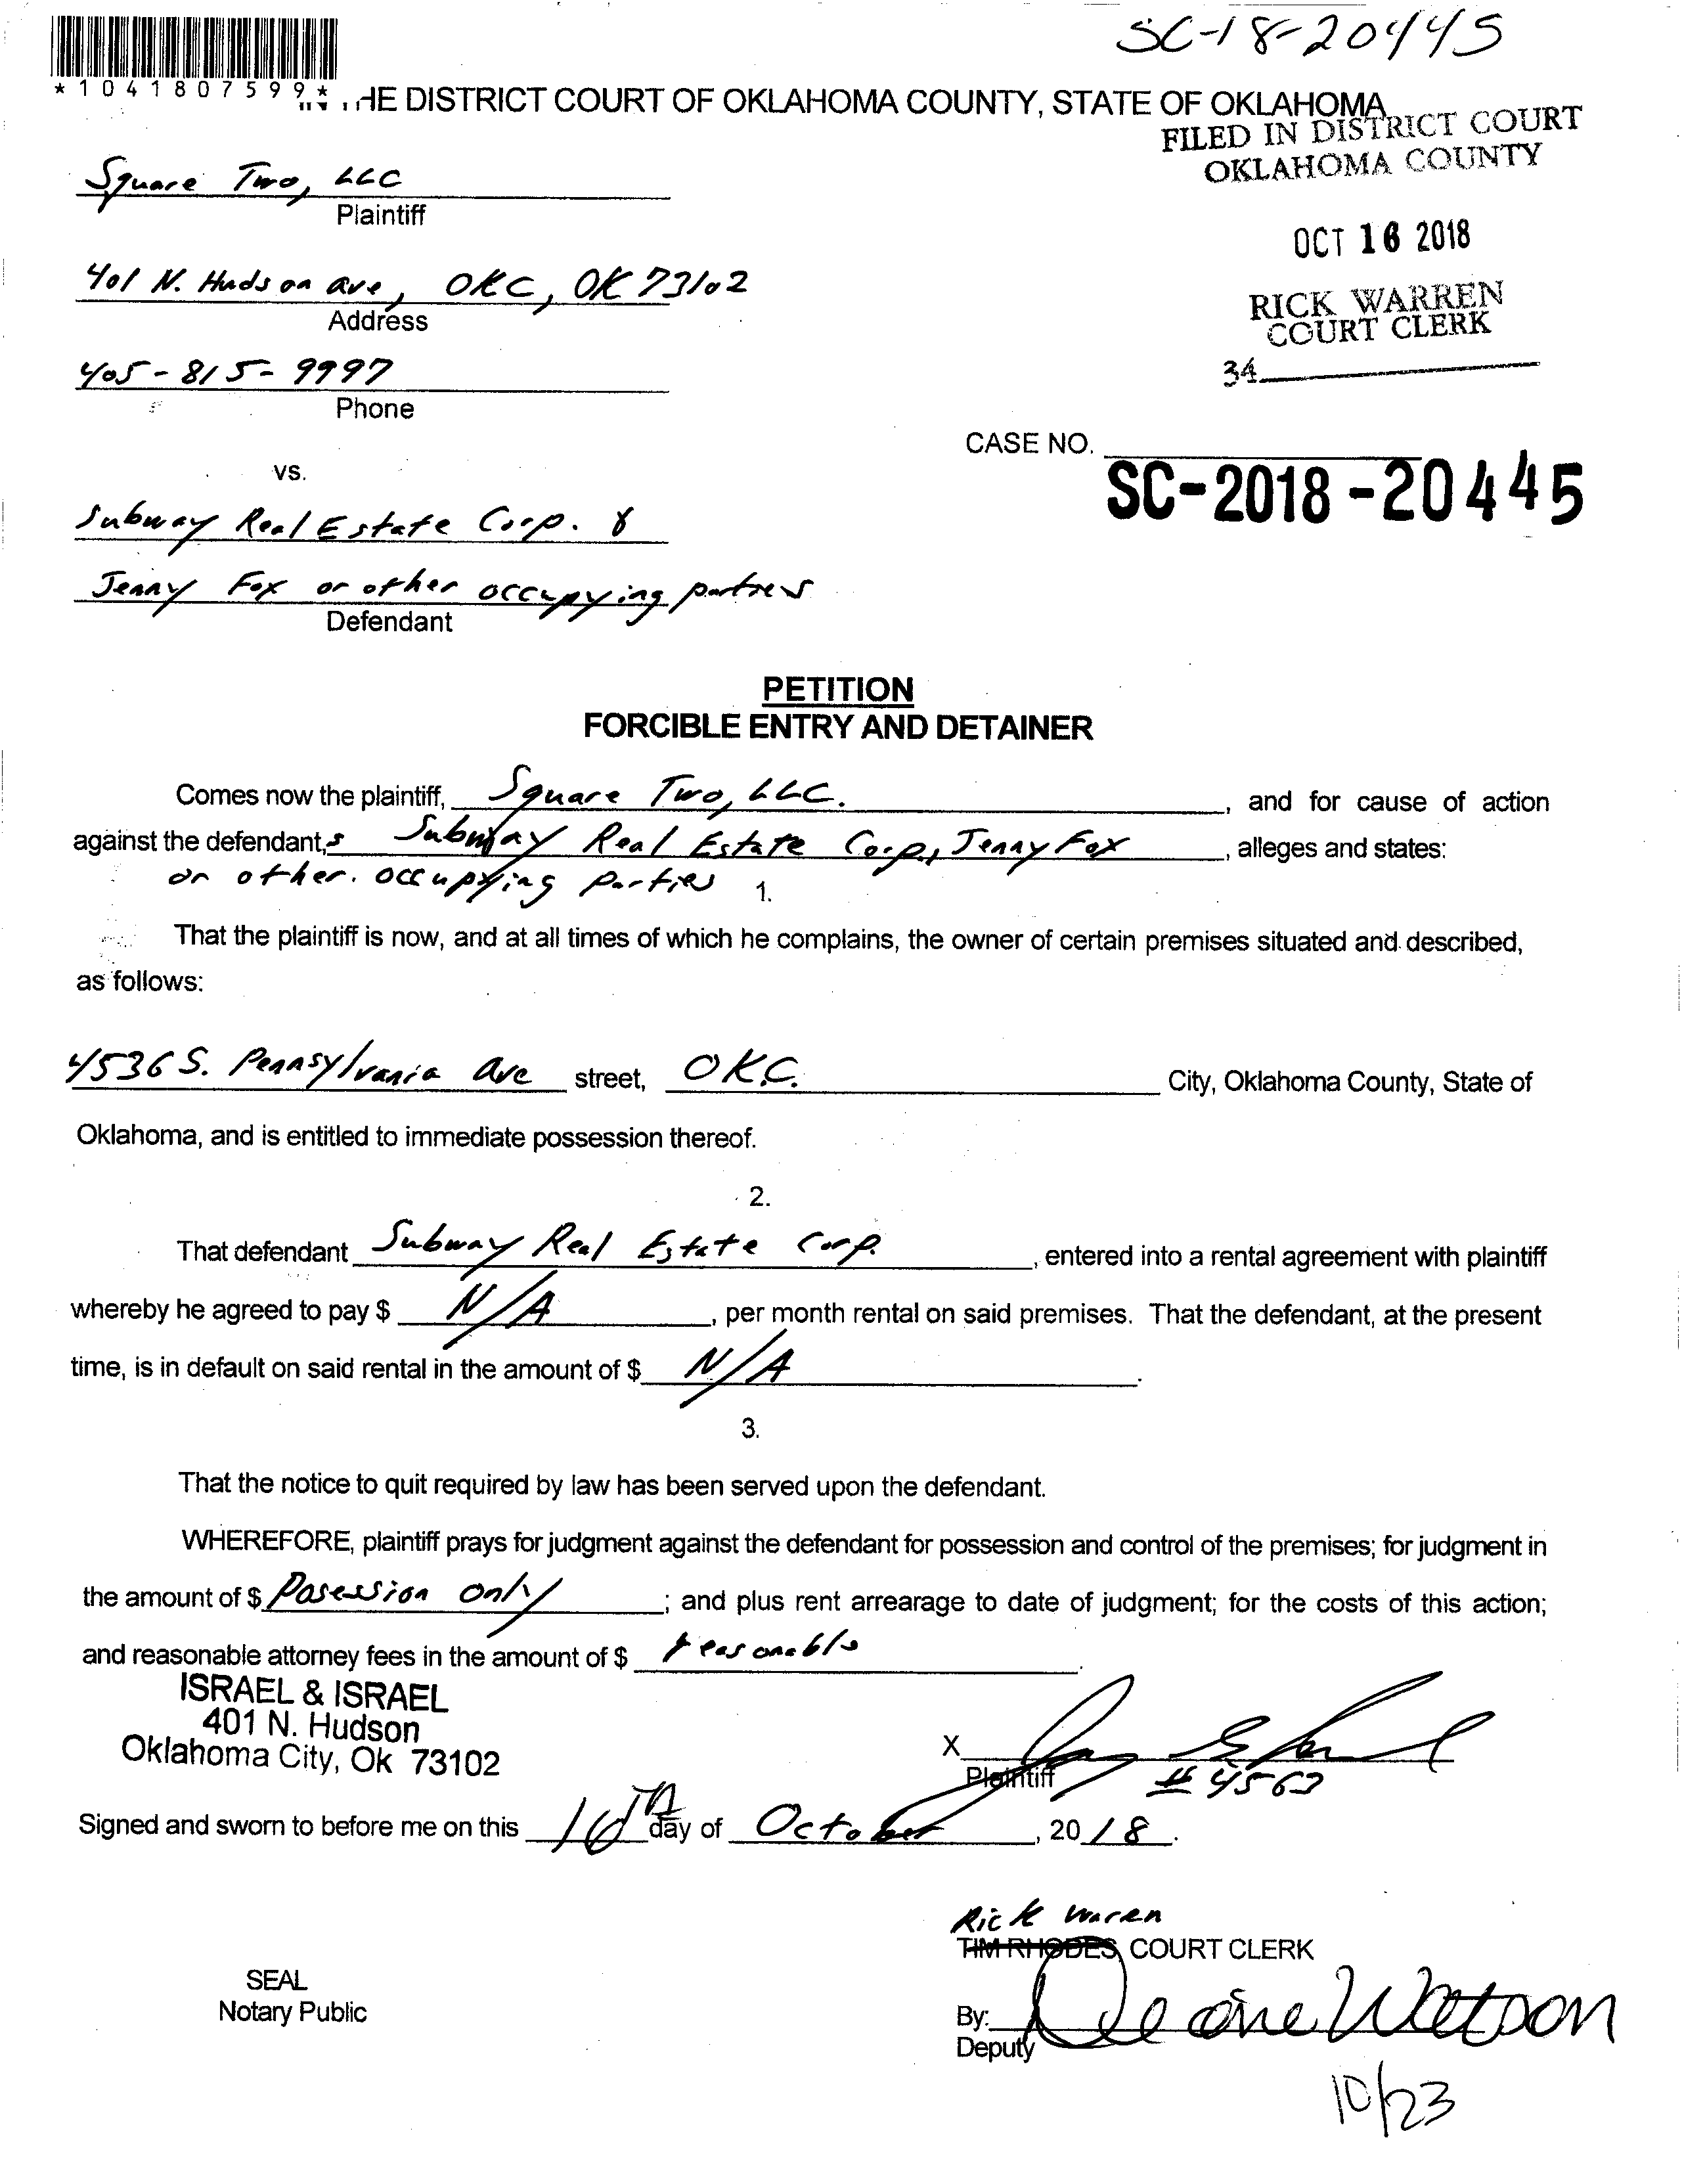 SC-18-20445
*1041807599*
HE DISTRICT COURT OF OKLAHOMA COUNTY, STATE OF OKLAHOMA
FILED IN DISTRICT COURT
OKLAHOMA COUNTY
Square Two, LLC
Plaintiff
OCT 16 2018
401 N. Hudson ave, OKC, OK 73102
Address
RICK WARREN
COURT CLERK
405-815-9997
34
Phone
CASE NO.
SC-2018-20445
vs.
Subway Real Estate Corp. &
Jenny Fox or other occupying parties
Defendant
PETITION
FORCIBLE ENTRY AND DETAINER
Comes now the plaintiff, Square Two, LLC. , and for cause of action
against the defendant,s Subway Real Estate Corp, Jenny Fox , alleges and states:
or other occupying parties
1.
That the plaintiff is now, and at all times of which he complains, the owner of certain premises situated and described,
as follows:
4536 S. Pennsylvania ave street, OKC. City, Oklahoma County, State of
Oklahoma, and is entitled to immediate possession thereof.
2.
That defendant Subway Real Estate Corp. , entered into a rental agreement with plaintiff
whereby he agreed to pay $ N/A , per month rental on said premises. That the defendant, at the present
time, is in default on said rental in the amount of $ N/A .
3.
That the notice to quit required by law has been served upon the defendant.
WHEREFORE, plaintiff prays for judgment against the defendant for possession and control of the premises; for judgment in
the amount of $ Posession only ; and plus rent arrearage to date of judgment; for the costs of this action;
and reasonable attorney fees in the amount of $ reasonable .
ISRAEL & ISRAEL
401 N. Hudson
Oklahoma City, Ok 73102
X
Plaintiff # 4563
Signed and sworn to before me on this 16th day of October , 2018 .
Rick Waren
TIM RHODES, COURT CLERK
SEAL
Notary Public
By: Deane Watson
Deputy
10/23